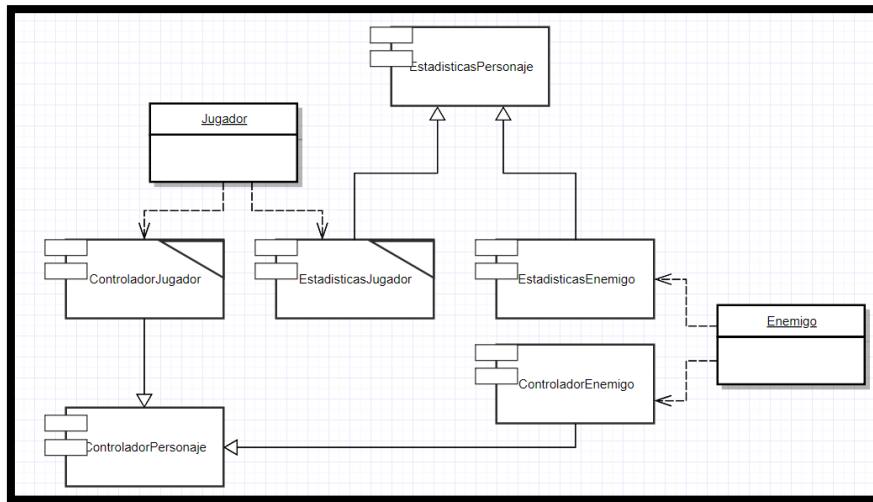 EstadisticasPersonaje
Jugador
ControladorJugador
EstadisticasJugador
EstadisticasEnemigo
Enemigo
ControladorEnemigo
ControladorPersonaje